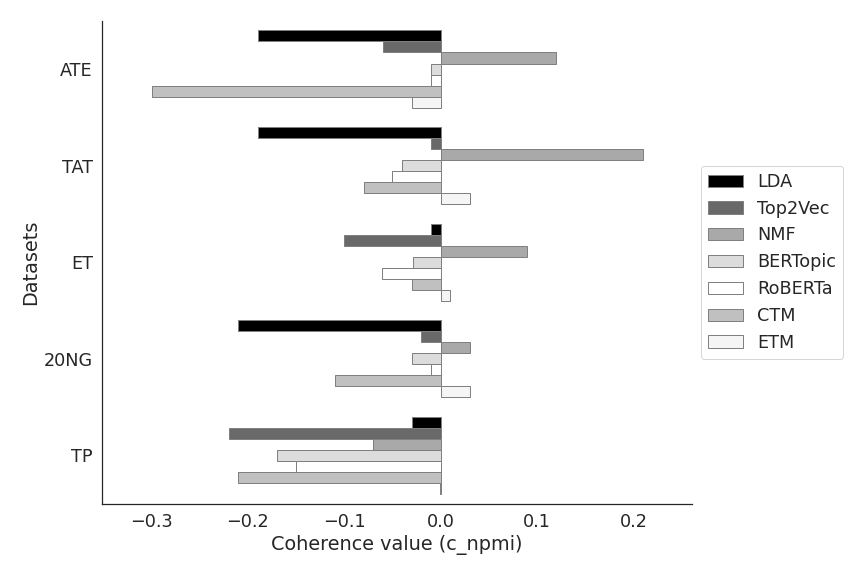 ATE
TAT
ET
20NG
TP
Datasets
−0.3 −0.2 −0.1 0.0 0.1 0.2
Coherence value (c_npmi)
LDA
Top2Vec
NMF
BERTopic
RoBERTa
CTM
ETM